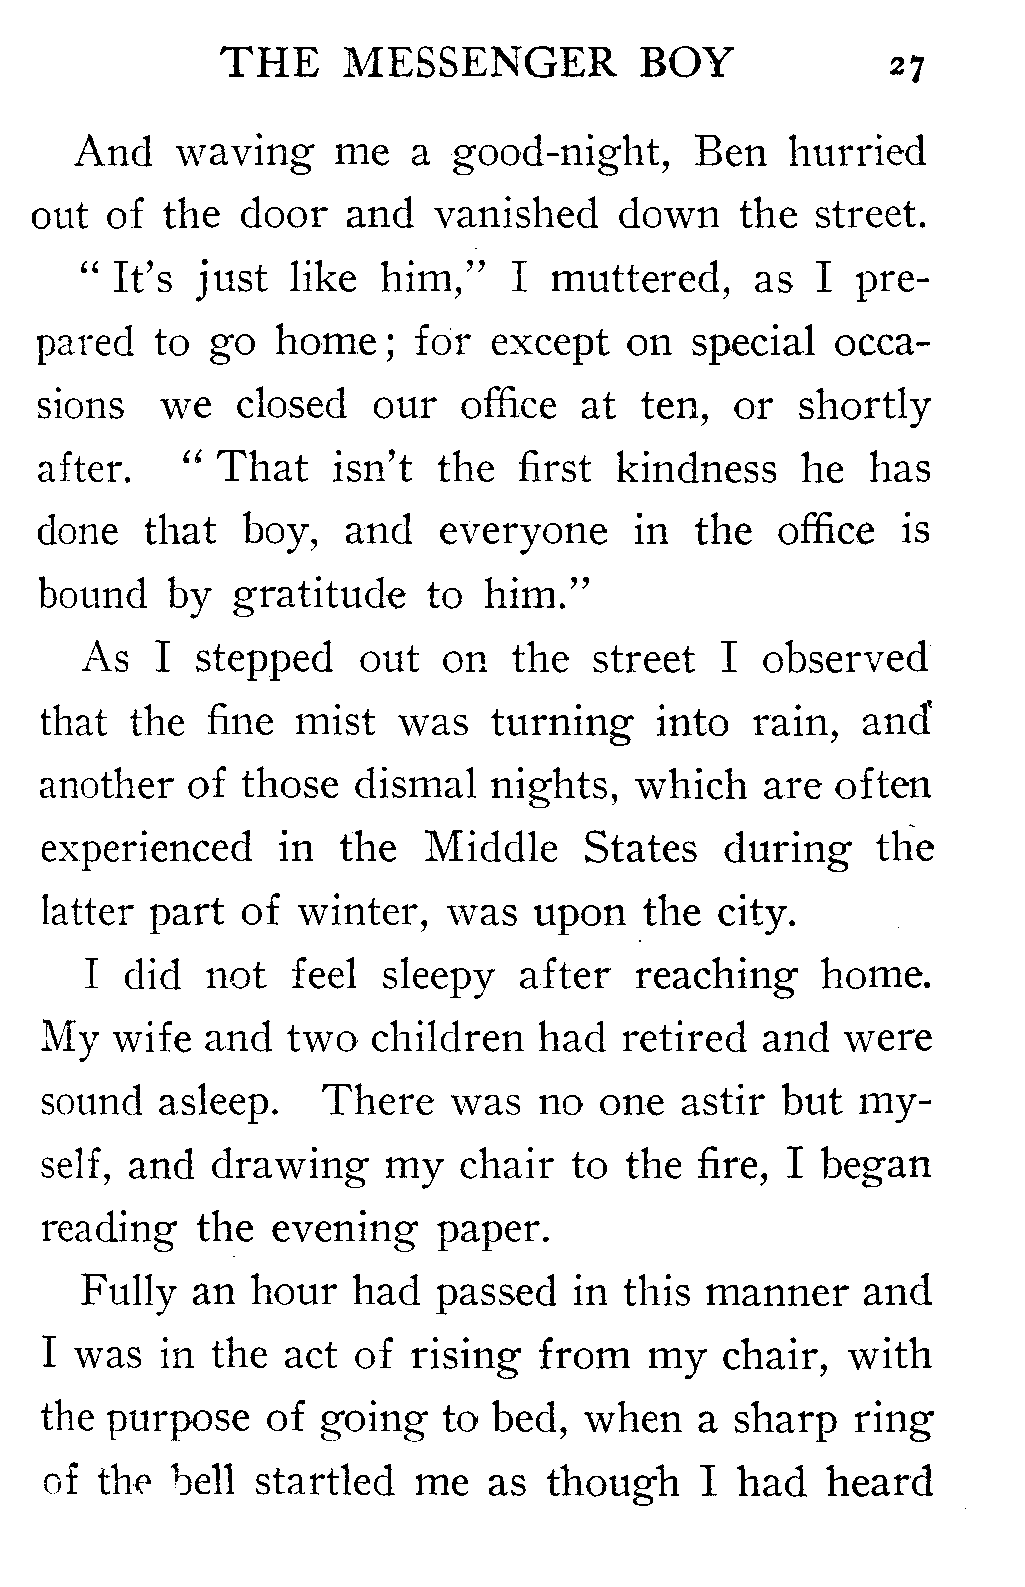 THE MESSENGER BOY 27
And waving me a good-night, Ben hurried
out of the door and vanished down the street.
“ It’s just like him,” I muttered, as I pre-
pared to go home; for except on special occa-
sions we closed our office at ten, or shortly
after. “ That isn’t the first kindness he has
done that boy, and everyone in the office is
bound by gratitude to him.”
As I stepped out on the street I observed
that the fine mist was turning into rain, and
another of those dismal nights, which are often
experienced in the Middle States during the
latter part of winter, was upon the city.
I did not feel sleepy after reaching home.
My wife and two children had retired and were
sound asleep. There was no one astir but my-
self, and drawing my chair to the fire, I began
reading the evening paper.
Fully an hour had passed in this manner and
I was in the act of rising from my chair, with
the purpose of going to bed, when a sharp ring
of the bell startled me as though I had heard